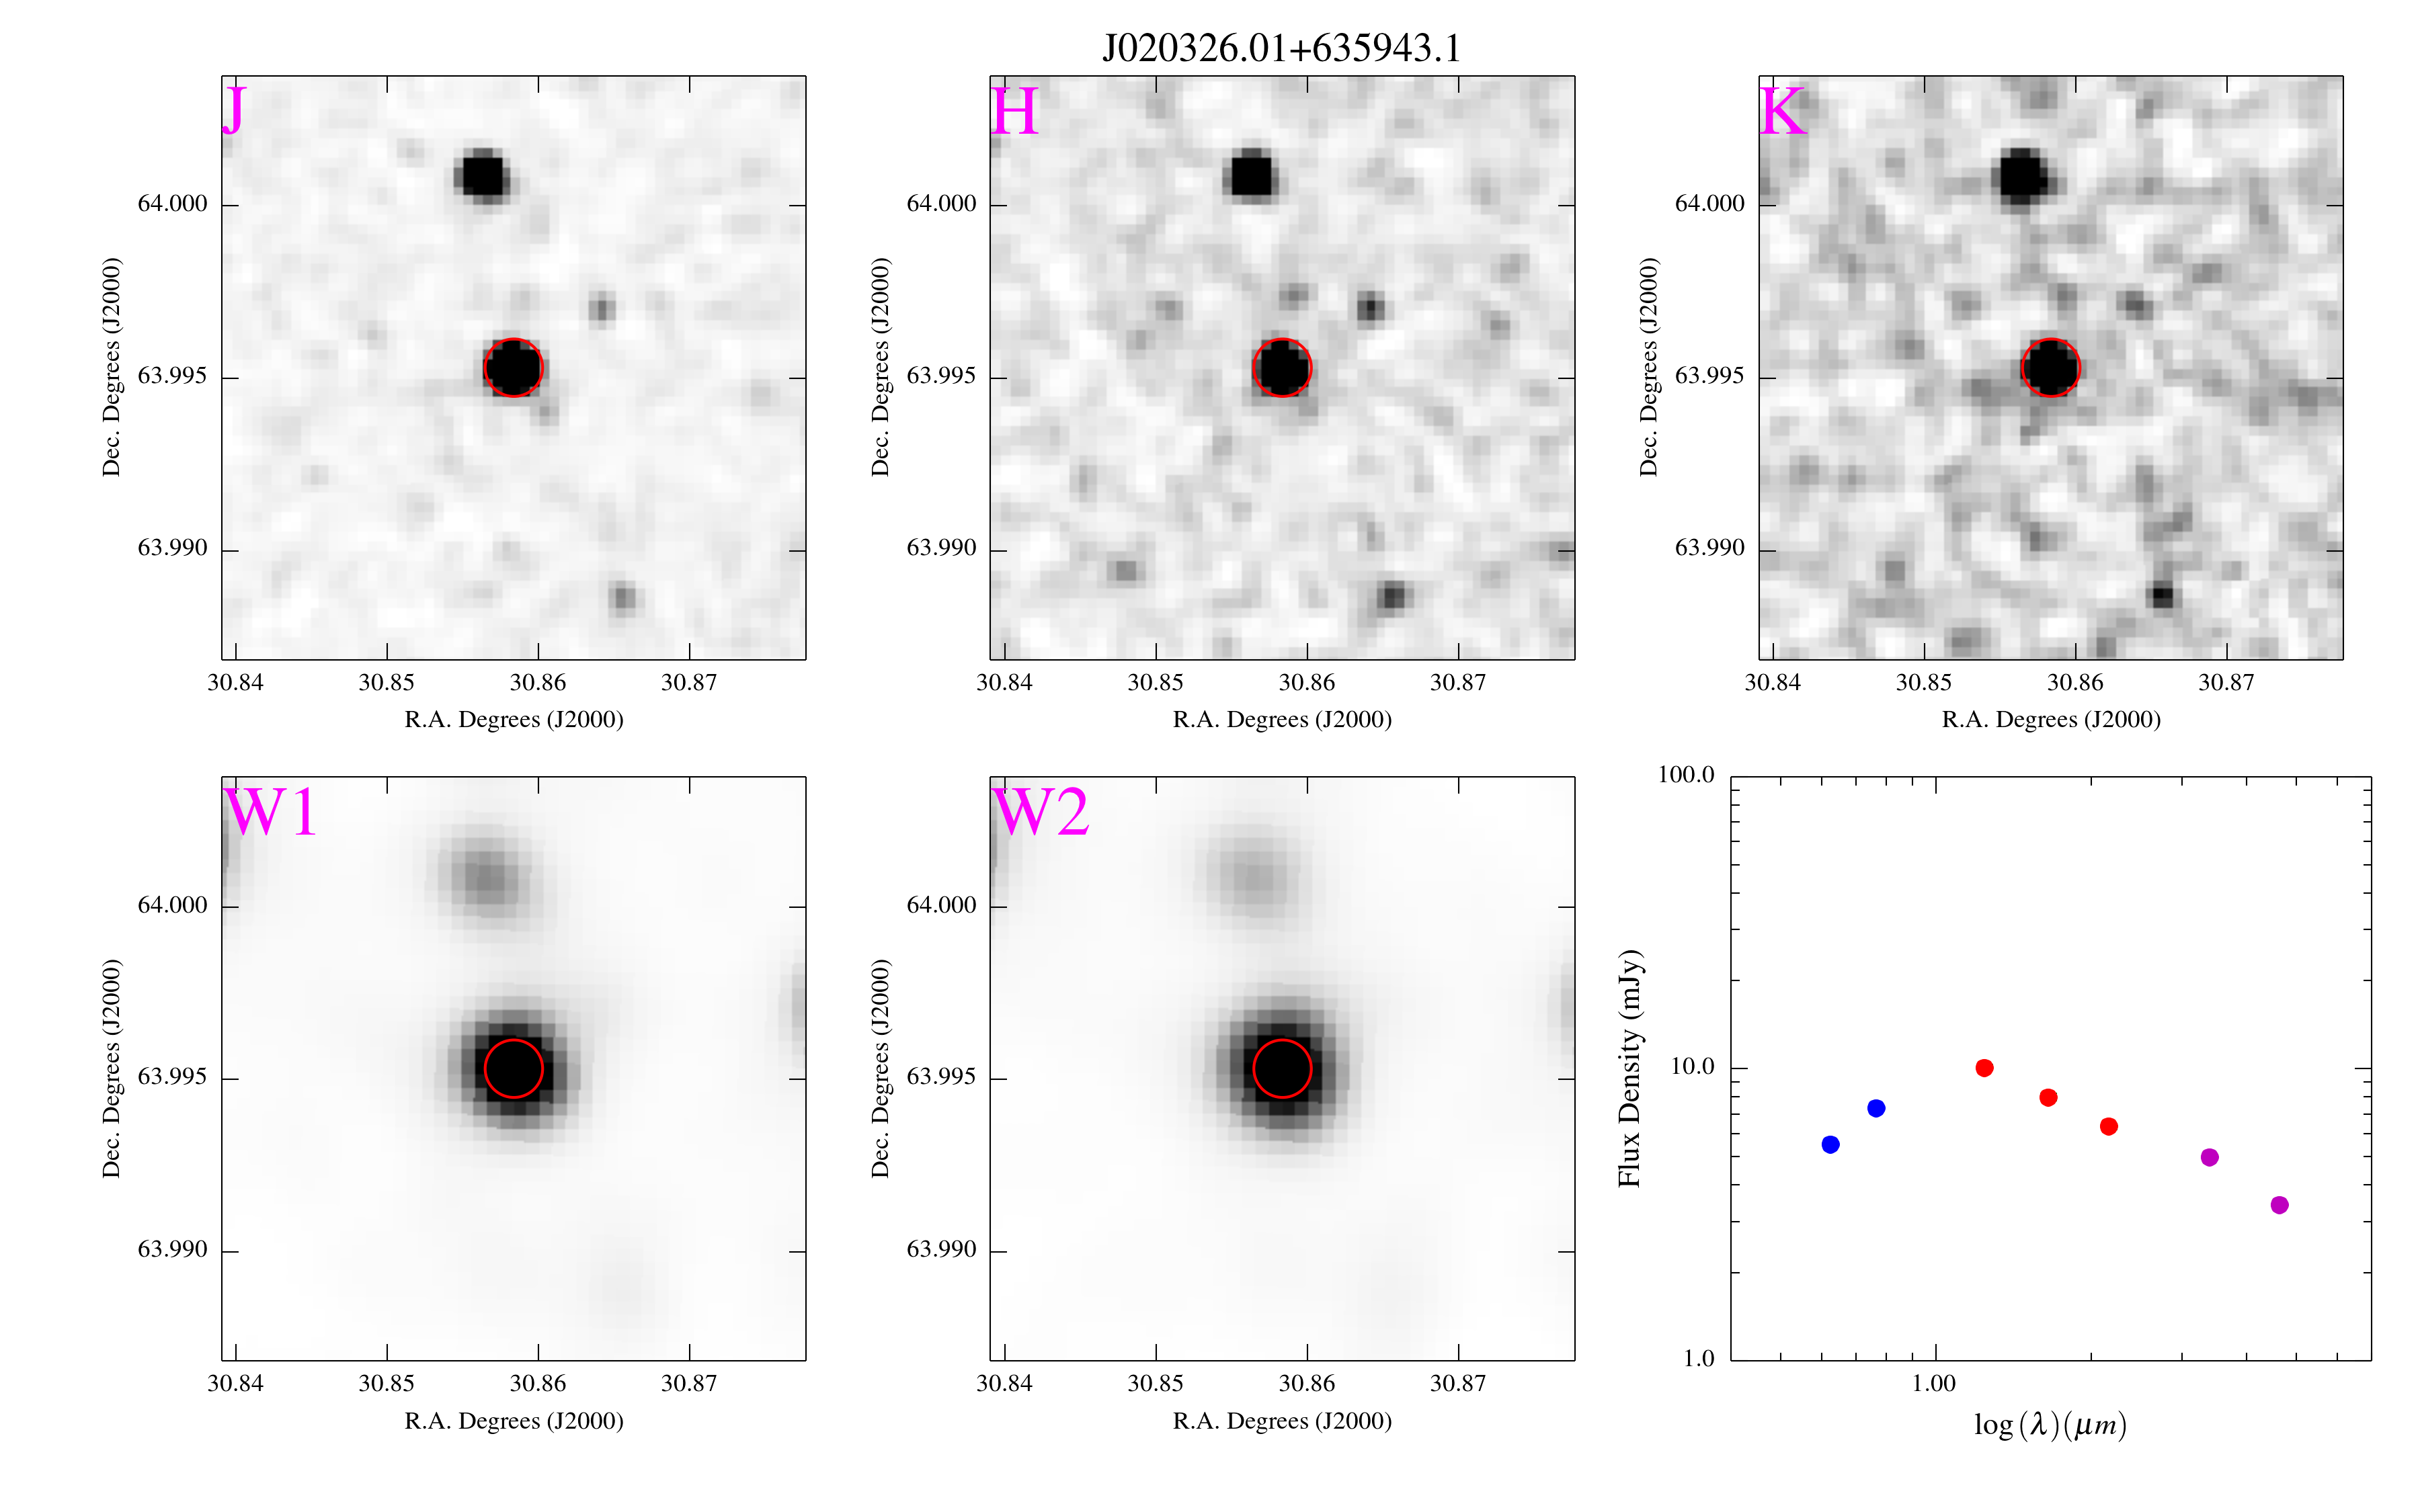 J020326.01+635943.1
J
H
K
64.000
63.995
63.990
Dec. Degrees (J2000)
30.84 30.85 30.86 30.87
R.A. Degrees (J2000)
64.000
63.995
63.990
Dec. Degrees (J2000)
30.84 30.85 30.86 30.87
R.A. Degrees (J2000)
64.000
63.995
63.990
Dec. Degrees (J2000)
30.84 30.85 30.86 30.87
R.A. Degrees (J2000)
W1
64.000
63.995
63.990
Dec. Degrees (J2000)
30.84 30.85 30.86 30.87
R.A. Degrees (J2000)
W2
64.000
63.995
63.990
Dec. Degrees (J2000)
30.84 30.85 30.86 30.87
R.A. Degrees (J2000)
100.0
10.0
1.0
Flux Density (mJy)
1.00
log (λ)(μm)